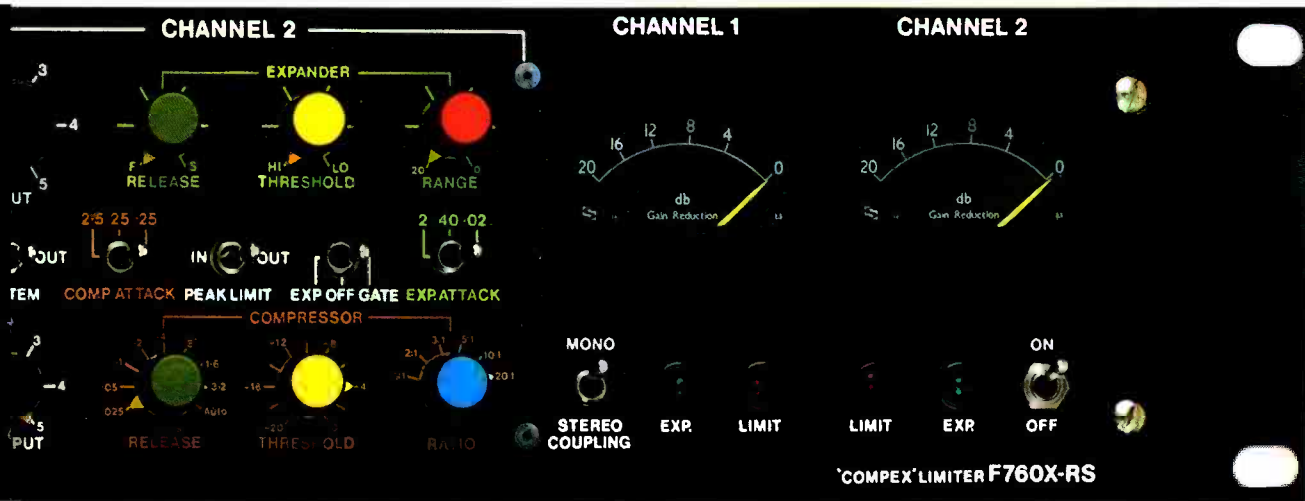 CHANNEL 2
CHANNEL 1
CHANNEL 2
EXPANDER
3
4
5
UT
F S
RELEASE
HI LO
THRESHOLD
20 0
RANGE
20 16 12 8 4 0
db
Gain Reduction
20 16 12 8 4 0
db
Gain Reduction
2·5 ·25 ·25
2 40 ·02
OUT
IN OUT
TEM
COMP ATTACK
PEAK LIMIT
EXP OFF GATE
EXP. ATTACK
COMPRESSOR
3
4
5
PUT
·025 ·05 ·1 ·2 ·4 1·6 3·2 Auto
RELEASE
-20 -16 -12 -8 -4
THRESHOLD
2:1 3:1 5:1 10:1 20:1
RATIO
MONO
STEREO
COUPLING
EXP.
LIMIT
LIMIT
EXP.
ON
OFF
'COMPEX' LIMITER F760X-RS